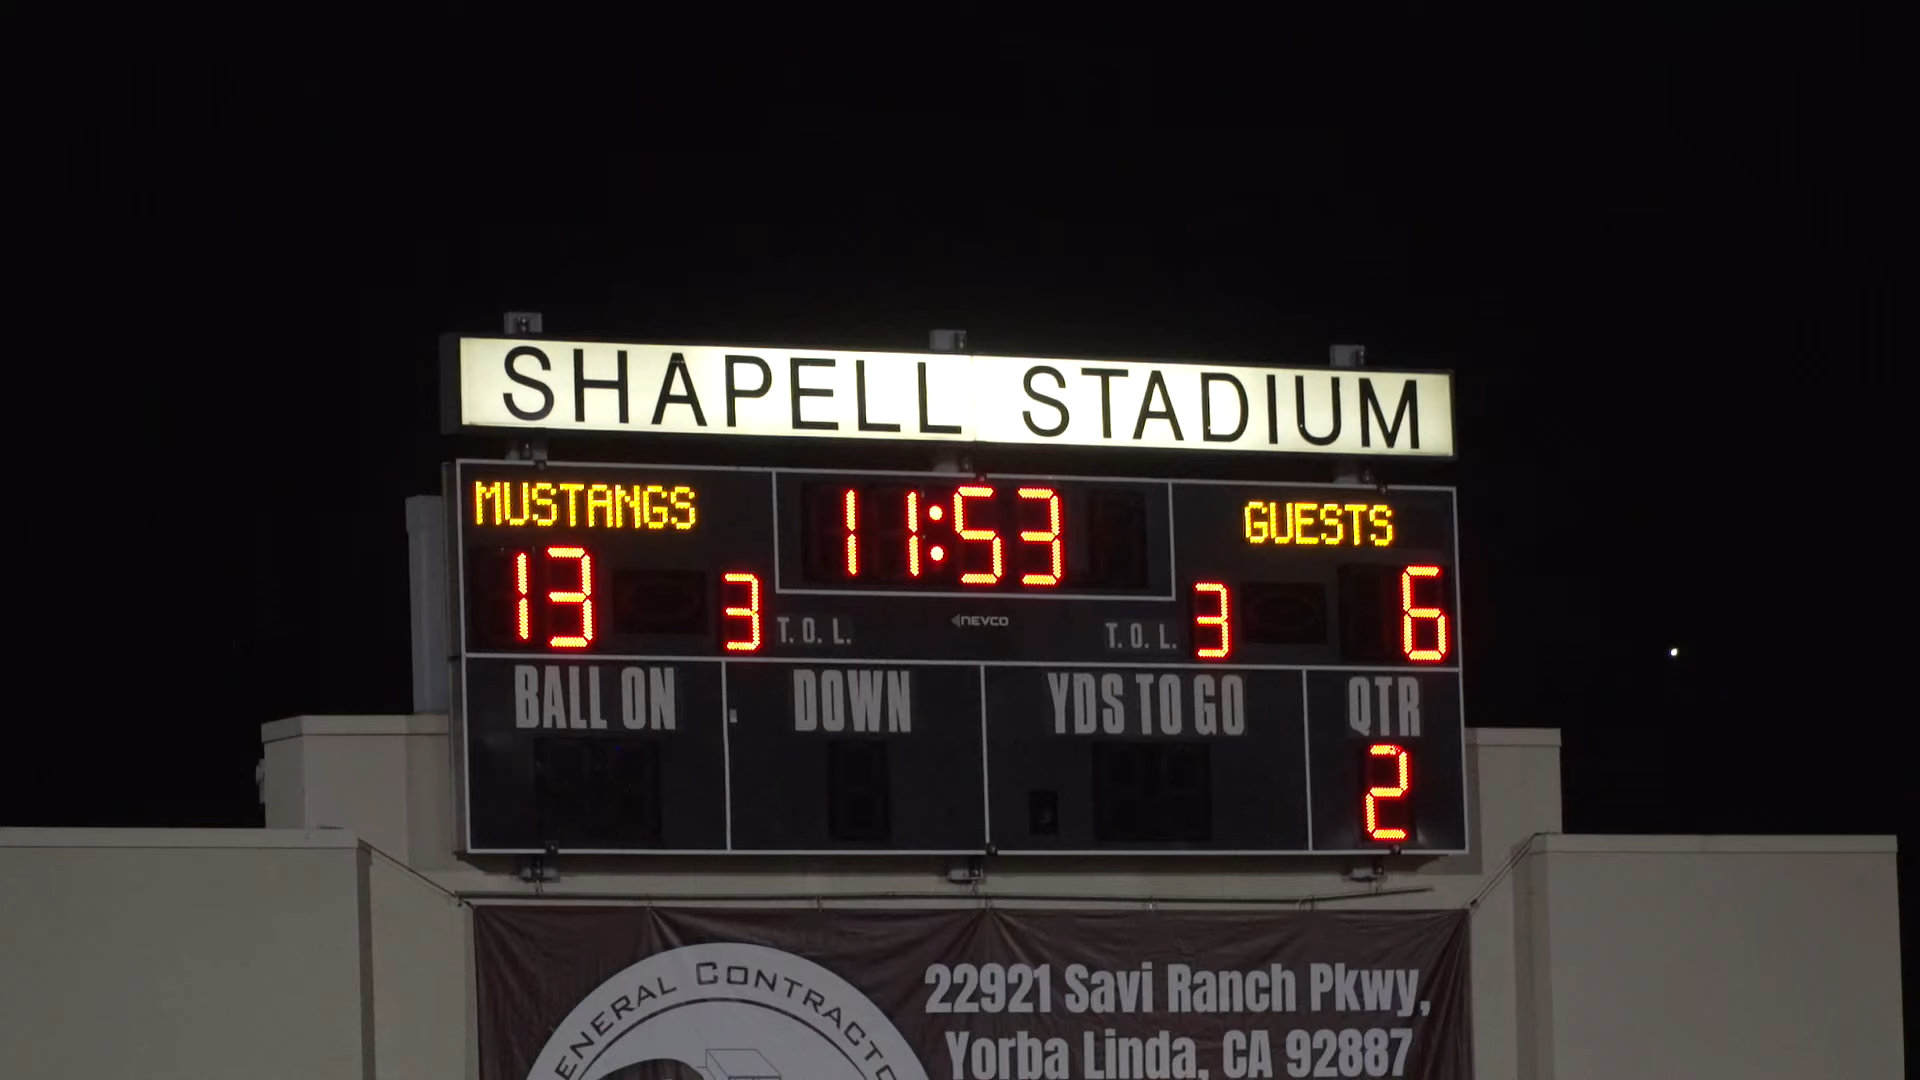 SHAPELL STADIUM
MUSTANGS 11:53 GUESTS
13 3 T.O.L. NEVCO T.O.L. 3 6
BALL ON DOWN YDS TO GO QTR
2
GENERAL CONTRACTO
22921 Savi Ranch Pkwy,
Yorba Linda, CA 92887